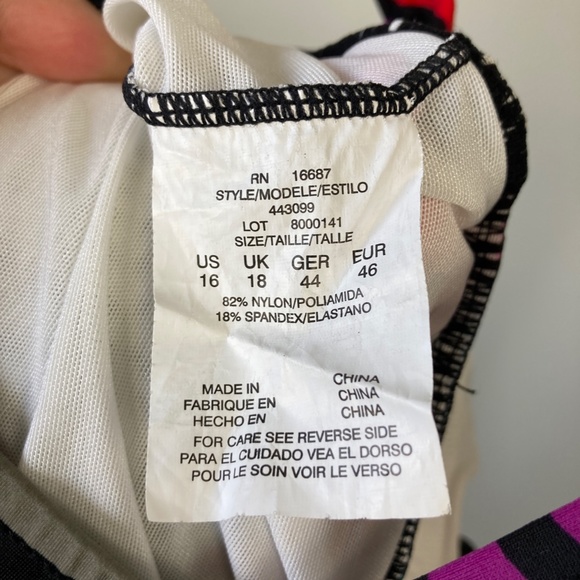 RN 16687
STYLE/MODELE/ESTILO
443099
LOT 8000141
SIZE/TAILLE/TALLE
US UK GER EUR
16 18 44 46
82% NYLON/POLIAMIDA
18% SPANDEX/ELASTANO
MADE IN CHINA
FABRIQUE EN CHINA
HECHO EN CHINA
FOR CARE SEE REVERSE SIDE
PARA EL CUIDADO VEA EL DORSO
POUR LE SOIN VOIR LE VERSO